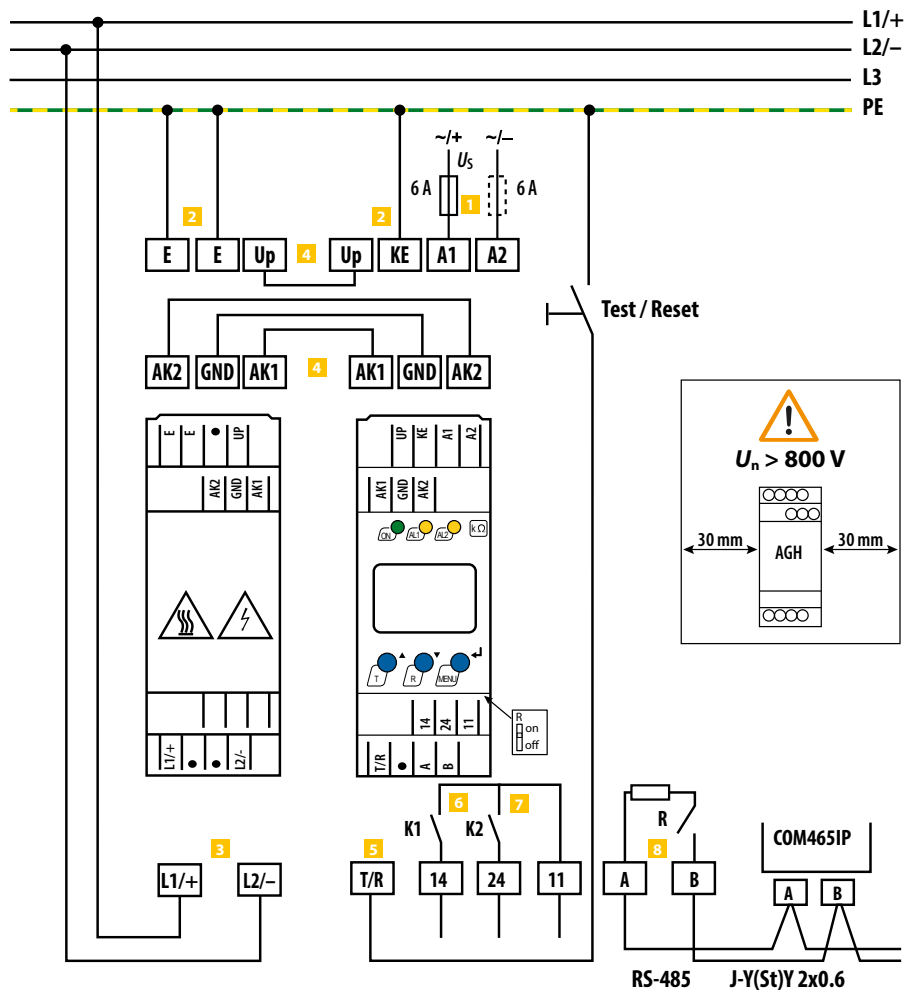 L1/+
L2/–
L3
PE
~/+ ~/–
US
6 A 1 6 A
2 2
E E Up 4 Up KE A1 A2
Test / Reset
AK2 GND AK1 4 AK1 GND AK2
E E UP
AK2 GND AK1
UP KE A1 A2
AK1 GND AK2
ON AL1 AL2 kΩ
T R MENU
R
on
off
14 24 11
T/R A B
L1/+ L2/-
Un > 800 V
30 mm AGH 30 mm
6 7
K1 K2
3 5
L1/+ L2/– T/R 14 24 11
R
8
A B
COM465IP
A B
RS-485 J-Y(St)Y 2x0.6